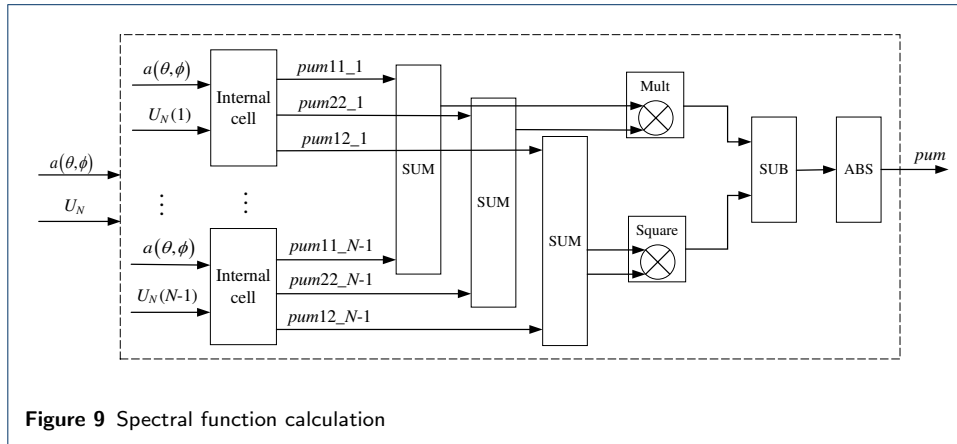 a(θ,ϕ)
U_N
a(θ,ϕ)
U_N(1)
Internal
cell
pum11_1
pum22_1
pum12_1
⋮
⋮
a(θ,ϕ)
U_N(N-1)
Internal
cell
pum11_N-1
pum22_N-1
pum12_N-1
SUM
SUM
SUM
Mult
Square
SUB
ABS
pum
Figure 9 Spectral function calculation